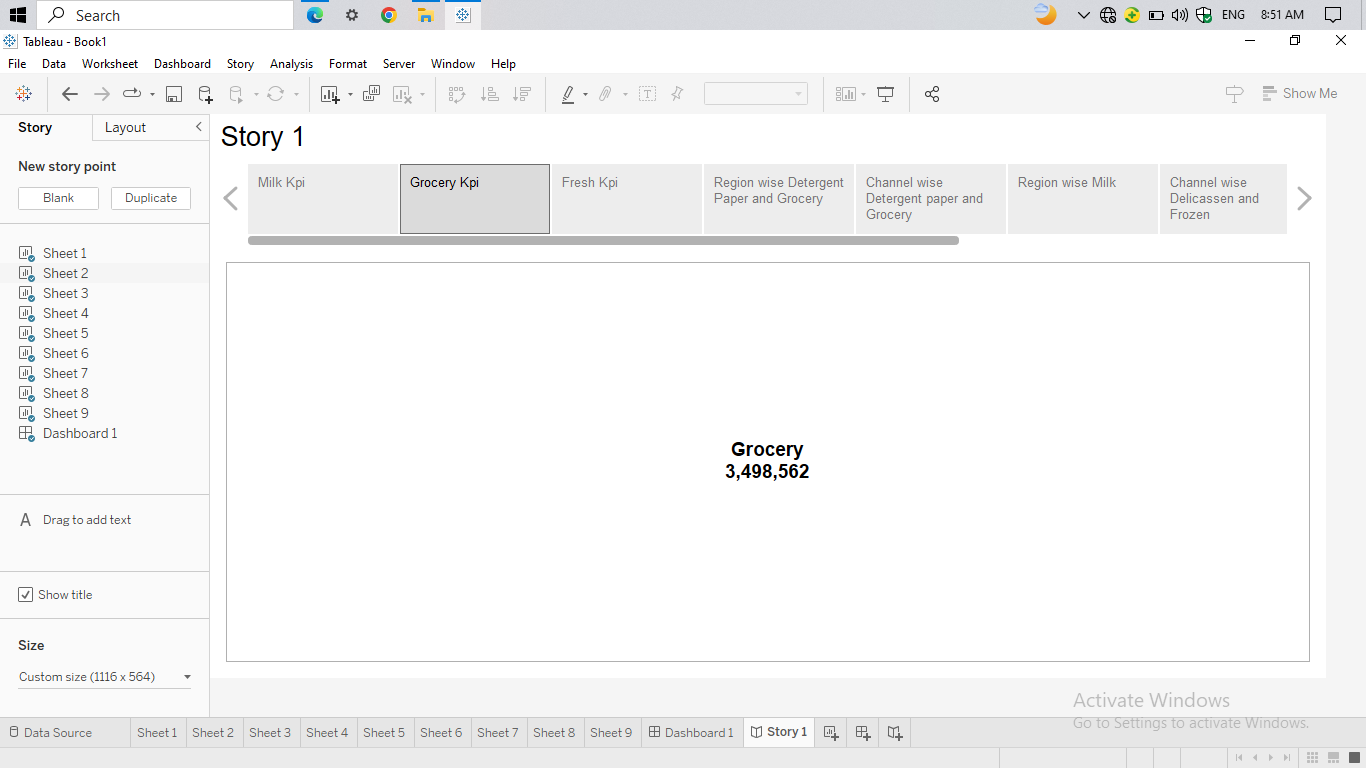 Search
ENG
8:51 AM
Tableau - Book1
File Data Worksheet Dashboard Story Analysis Format Server Window Help
Show Me
Story Layout
New story point
Blank Duplicate
Sheet 1
Sheet 2
Sheet 3
Sheet 4
Sheet 5
Sheet 6
Sheet 7
Sheet 8
Sheet 9
Dashboard 1
A Drag to add text
Show title
Size
Custom size (1116 x 564)
Story 1
Milk Kpi
Grocery Kpi
Fresh Kpi
Region wise Detergent
Paper and Grocery
Channel wise
Detergent paper and
Grocery
Region wise Milk
Channel wise
Delicassen and
Frozen
Grocery
3,498,562
Activate Windows
Go to Settings to activate Windows.
Data Source Sheet 1 Sheet 2 Sheet 3 Sheet 4 Sheet 5 Sheet 6 Sheet 7 Sheet 8 Sheet 9 Dashboard 1 Story 1